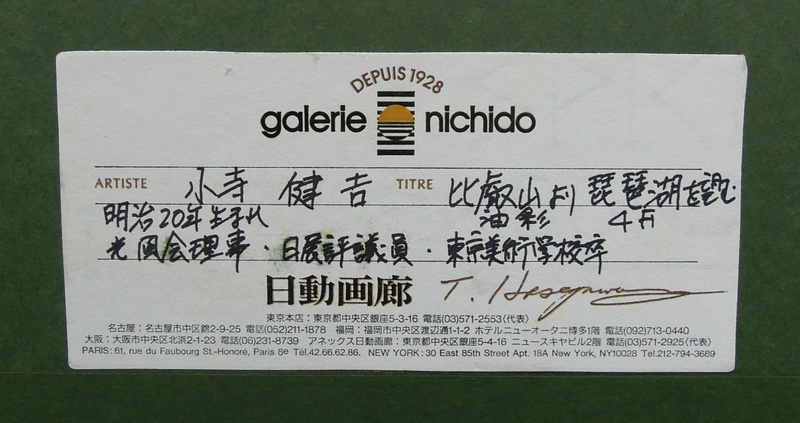 DEPUIS 1928
galerie nichido
ARTISTE 小寺 健吉 TITRE 比叡山より琵琶湖を望む
明治20年生まれ 油彩 4F
光風会理事・日展評議員・東京美術学校卒
日動画廊 T. Hasegawa
東京本店：東京都中央区銀座5-3-16 電話(03)571-2553〈代表〉
名古屋：名古屋市中区錦2-9-25 電話(052)211-1878 福岡：福岡市中央区渡辺通1-1-2 ホテルニューオータニ博多1階 電話(092)713-0440
大阪：大阪市中央区北浜2-1-23 電話(06)231-8739 アネックス日動画廊：東京都中央区銀座5-4-16 ニュースキヤビル2階 電話(03)571-2925〈代表〉
PARIS: 61, rue du Faubourg St.-Honoré, Paris 8e Tél.42.66.62.86. NEW YORK: 30 East 85th Street Apt. 18A New York, NY10028 Tel.212-794-3689